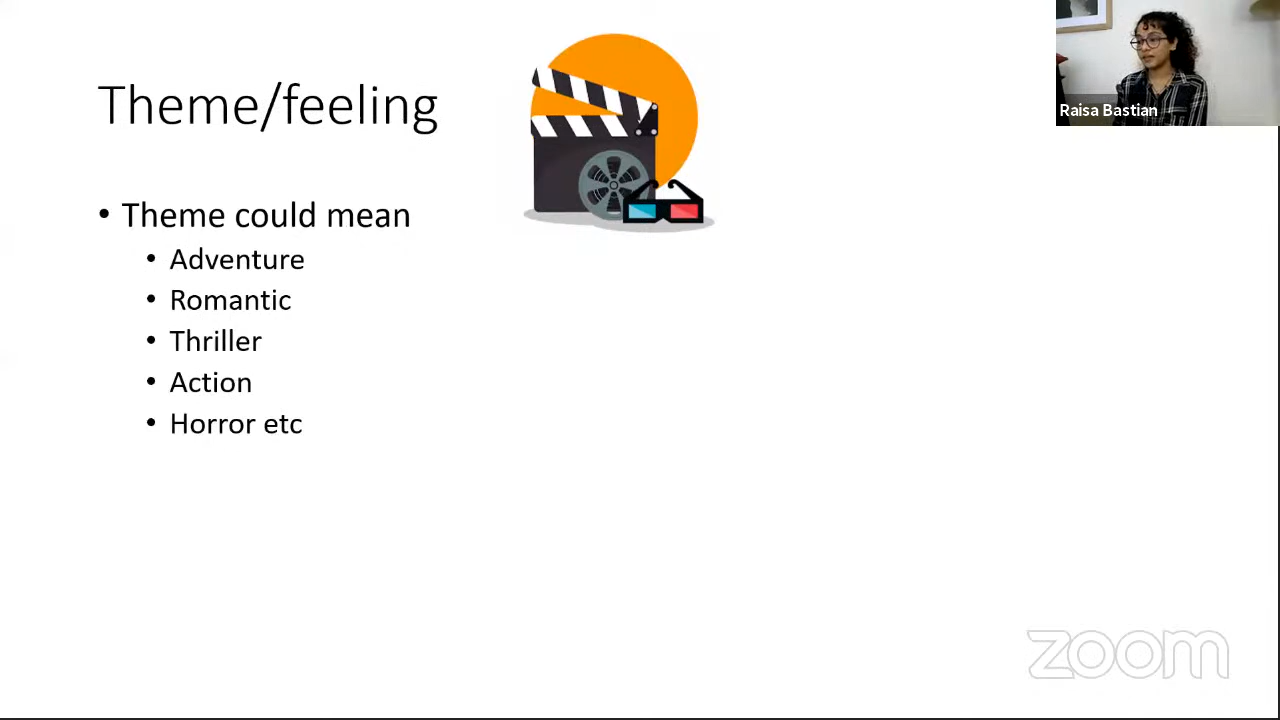 Theme/feeling
Raisa Bastian
• Theme could mean
• Adventure
• Romantic
• Thriller
• Action
• Horror etc
zoom